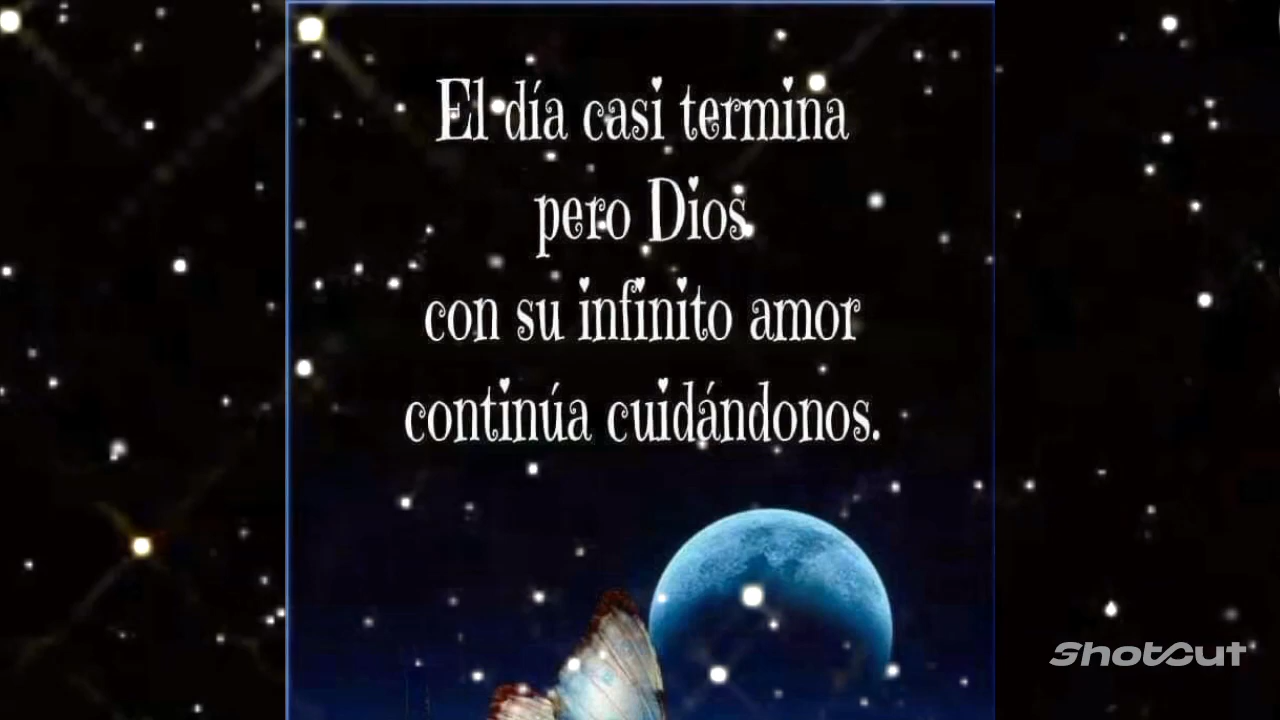 El día casi termina
pero Dios
con su infinito amor
continúa cuidándonos.
ShotCut